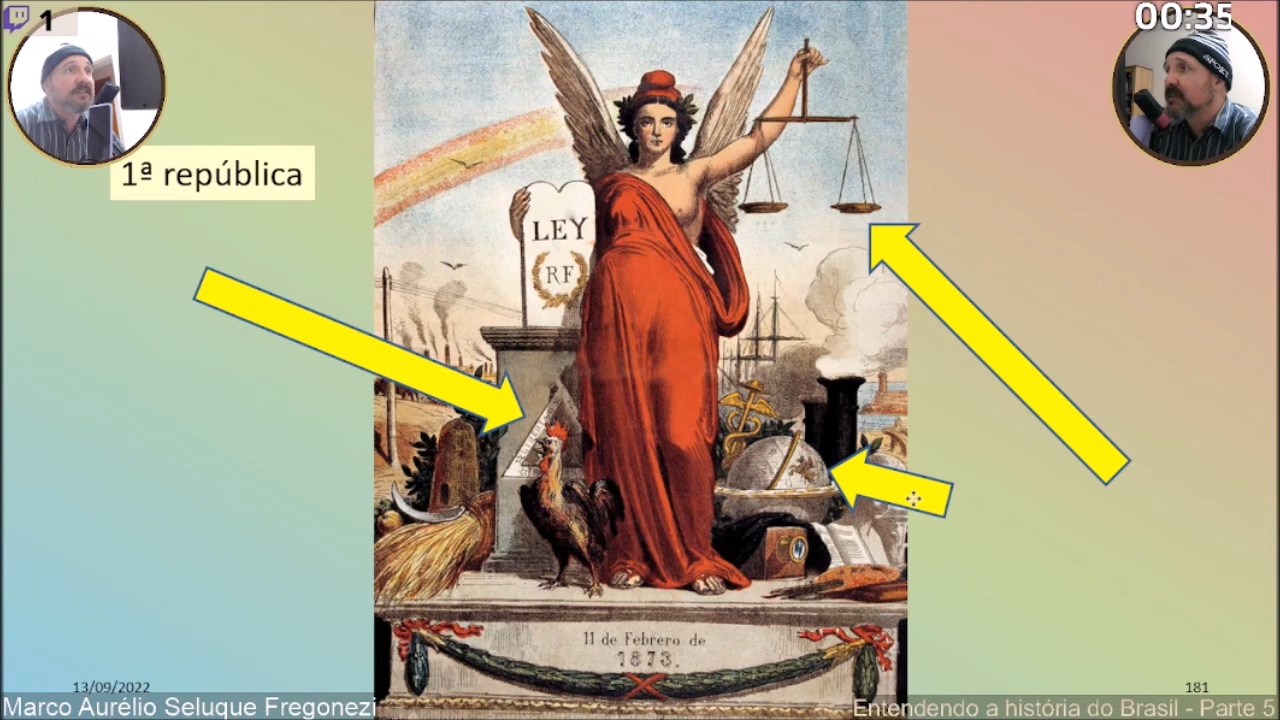 1
00:35
1ª república
LEY
RF
11 de Febrero de
1873.
13/09/2022
181
Marco Aurélio Seluque Fregonezi
Entendendo a história do Brasil - Parte 5